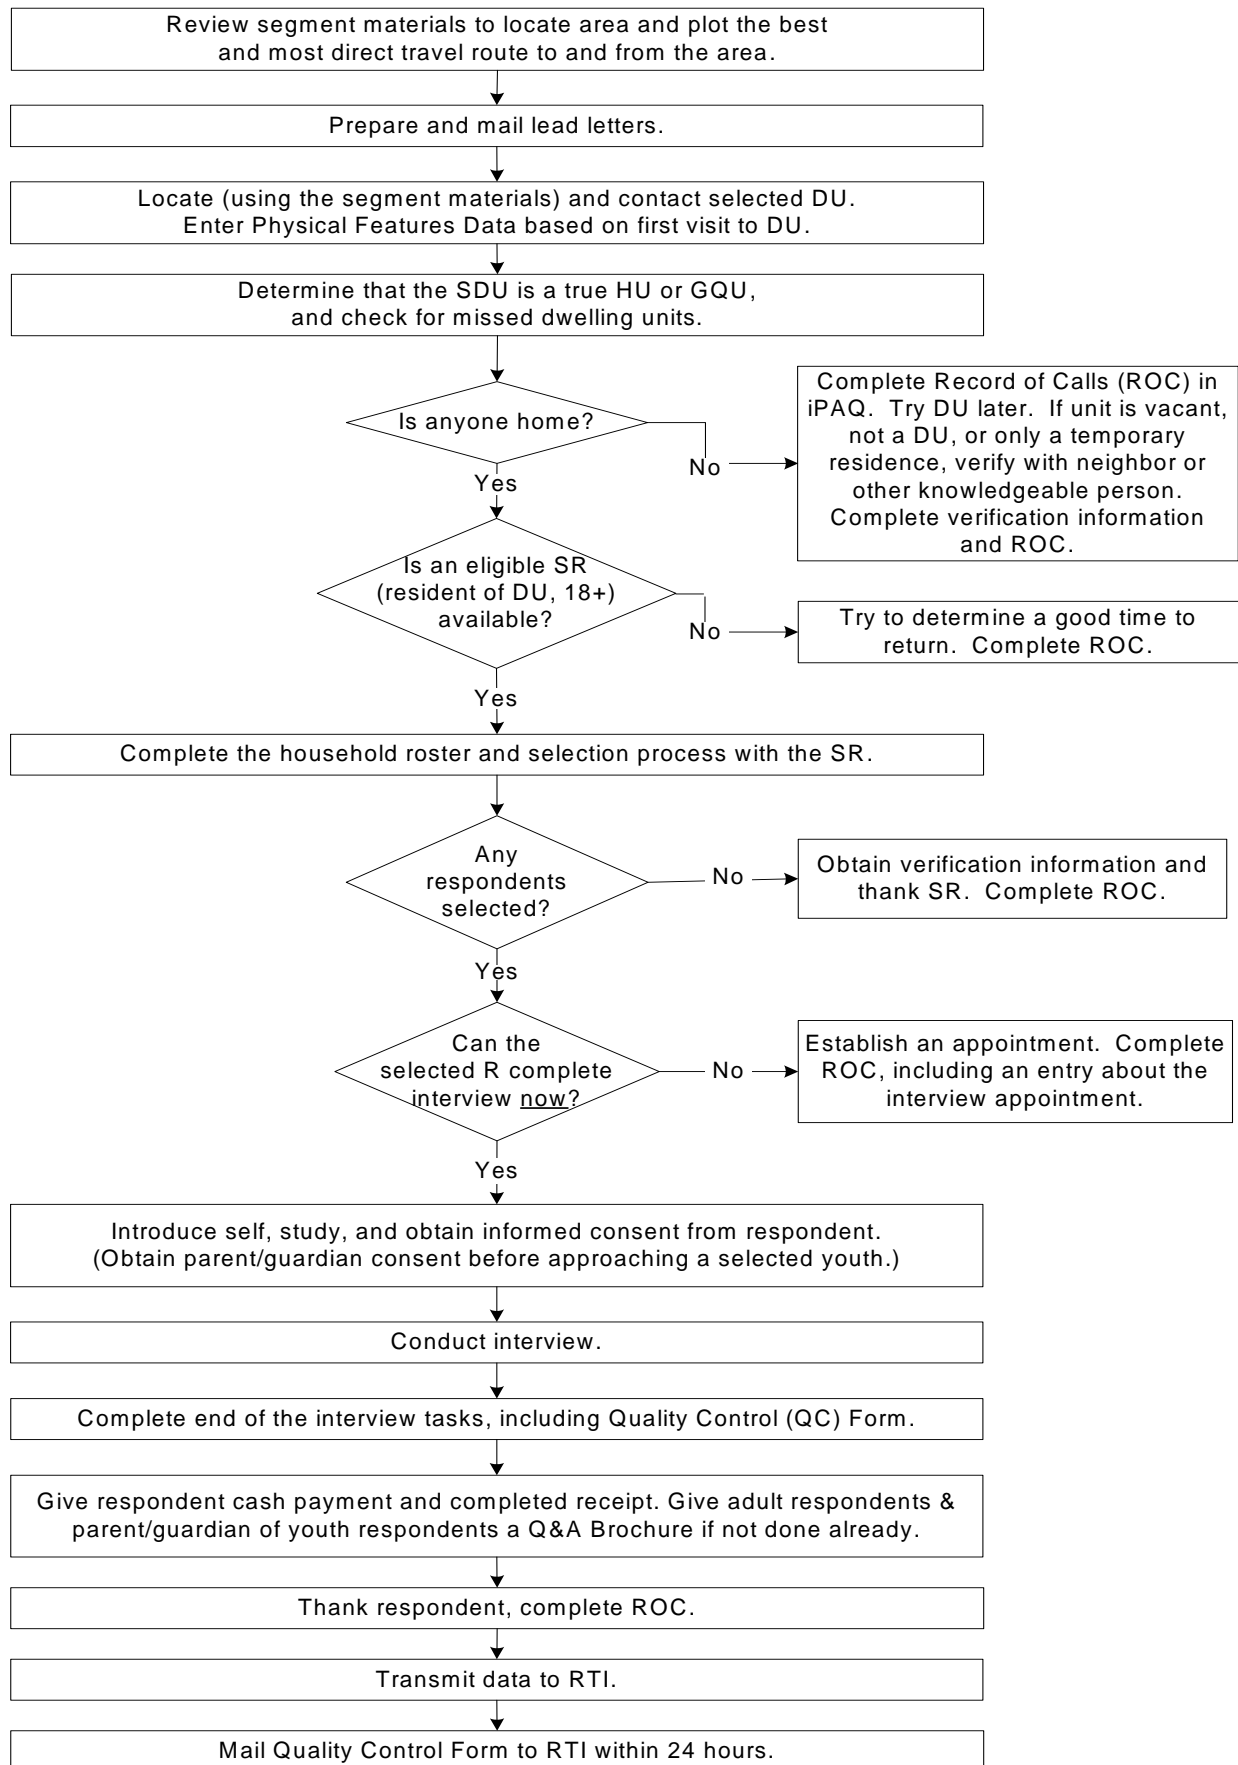 Review segment materials to locate area and plot the best
and most direct travel route to and from the area.
Prepare and mail lead letters.
Locate (using the segment materials) and contact selected DU.
Enter Physical Features Data based on first visit to DU.
Determine that the SDU is a true HU or GQU,
and check for missed dwelling units.
Is anyone home?
No
Complete Record of Calls (ROC) in
iPAQ. Try DU later. If unit is vacant,
not a DU, or only a temporary
residence, verify with neighbor or
other knowledgeable person.
Complete verification information
and ROC.
Yes
Is an eligible SR
(resident of DU, 18+)
available?
No
Try to determine a good time to
return. Complete ROC.
Yes
Complete the household roster and selection process with the SR.
Any
respondents
selected?
No
Obtain verification information and
thank SR. Complete ROC.
Yes
Can the
selected R complete
interview now?
No
Establish an appointment. Complete
ROC, including an entry about the
interview appointment.
Yes
Introduce self, study, and obtain informed consent from respondent.
(Obtain parent/guardian consent before approaching a selected youth.)
Conduct interview.
Complete end of the interview tasks, including Quality Control (QC) Form.
Give respondent cash payment and completed receipt. Give adult respondents &
parent/guardian of youth respondents a Q&A Brochure if not done already.
Thank respondent, complete ROC.
Transmit data to RTI.
Mail Quality Control Form to RTI within 24 hours.